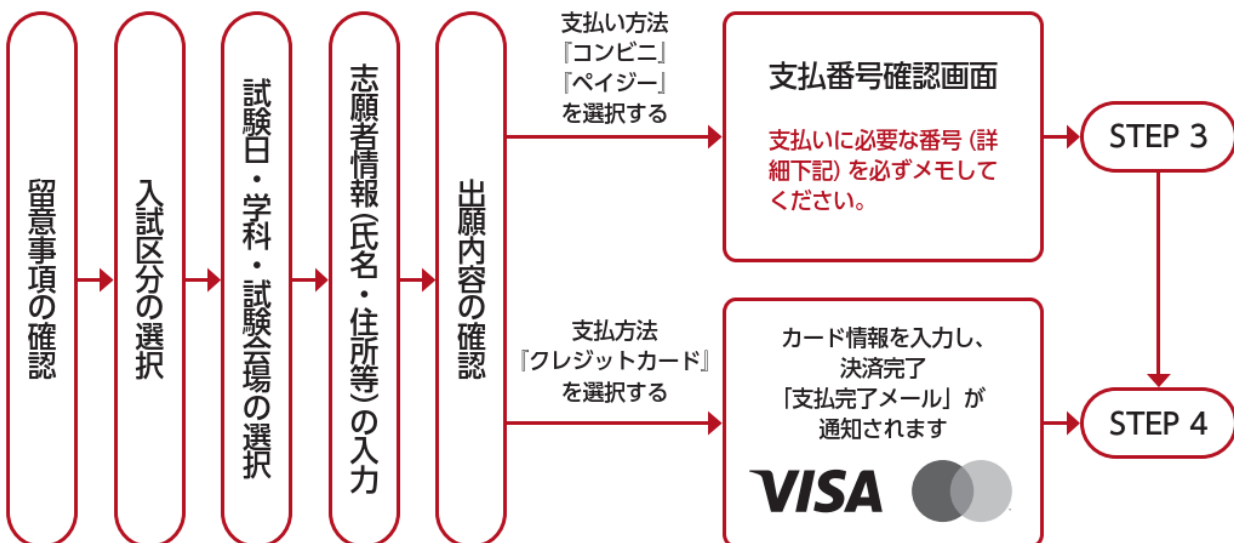 留意事項の確認
入試区分の選択
試験日・学科・試験会場の選択
志願者情報(氏名・住所等)の入力
出願内容の確認
支払い方法
『コンビニ』
『ペイジー』
を選択する
支払番号確認画面
支払いに必要な番号(詳
細下記)を必ずメモして
ください。
STEP 3
支払方法
『クレジットカード』
を選択する
カード情報を入力し、
決済完了
「支払完了メール」が
通知されます
VISA
STEP 4